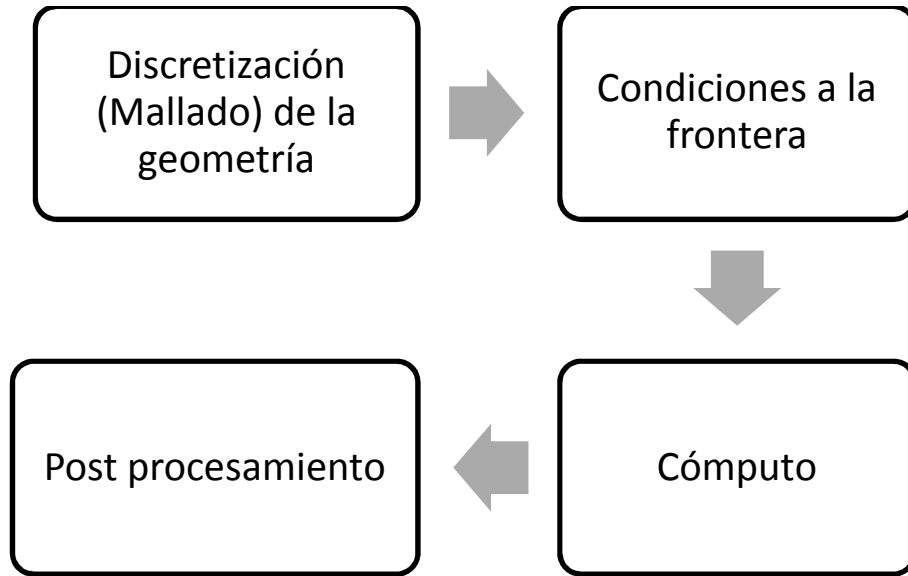 Discretización
(Mallado) de la
geometría
Condiciones a la
frontera
Cómputo
Post procesamiento